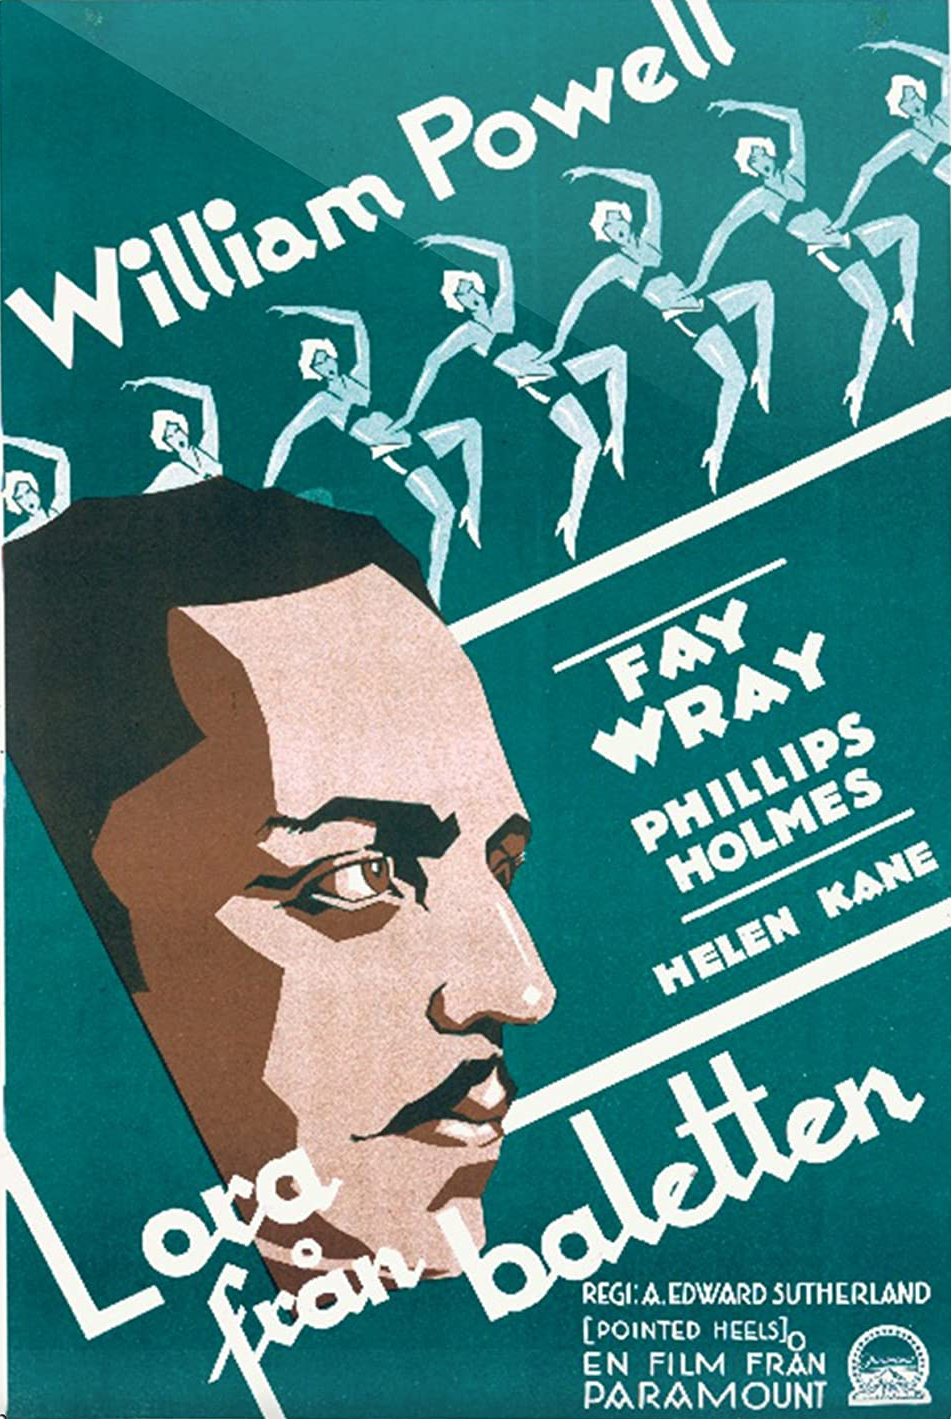 William Powell
FAY
WRAY
PHILLIPS
HOLMES
HELEN KANE
Lora
från baletten
REGI: A. EDWARD SUTHERLAND
[POINTED HEELS]
EN FILM FRÅN
PARAMOUNT